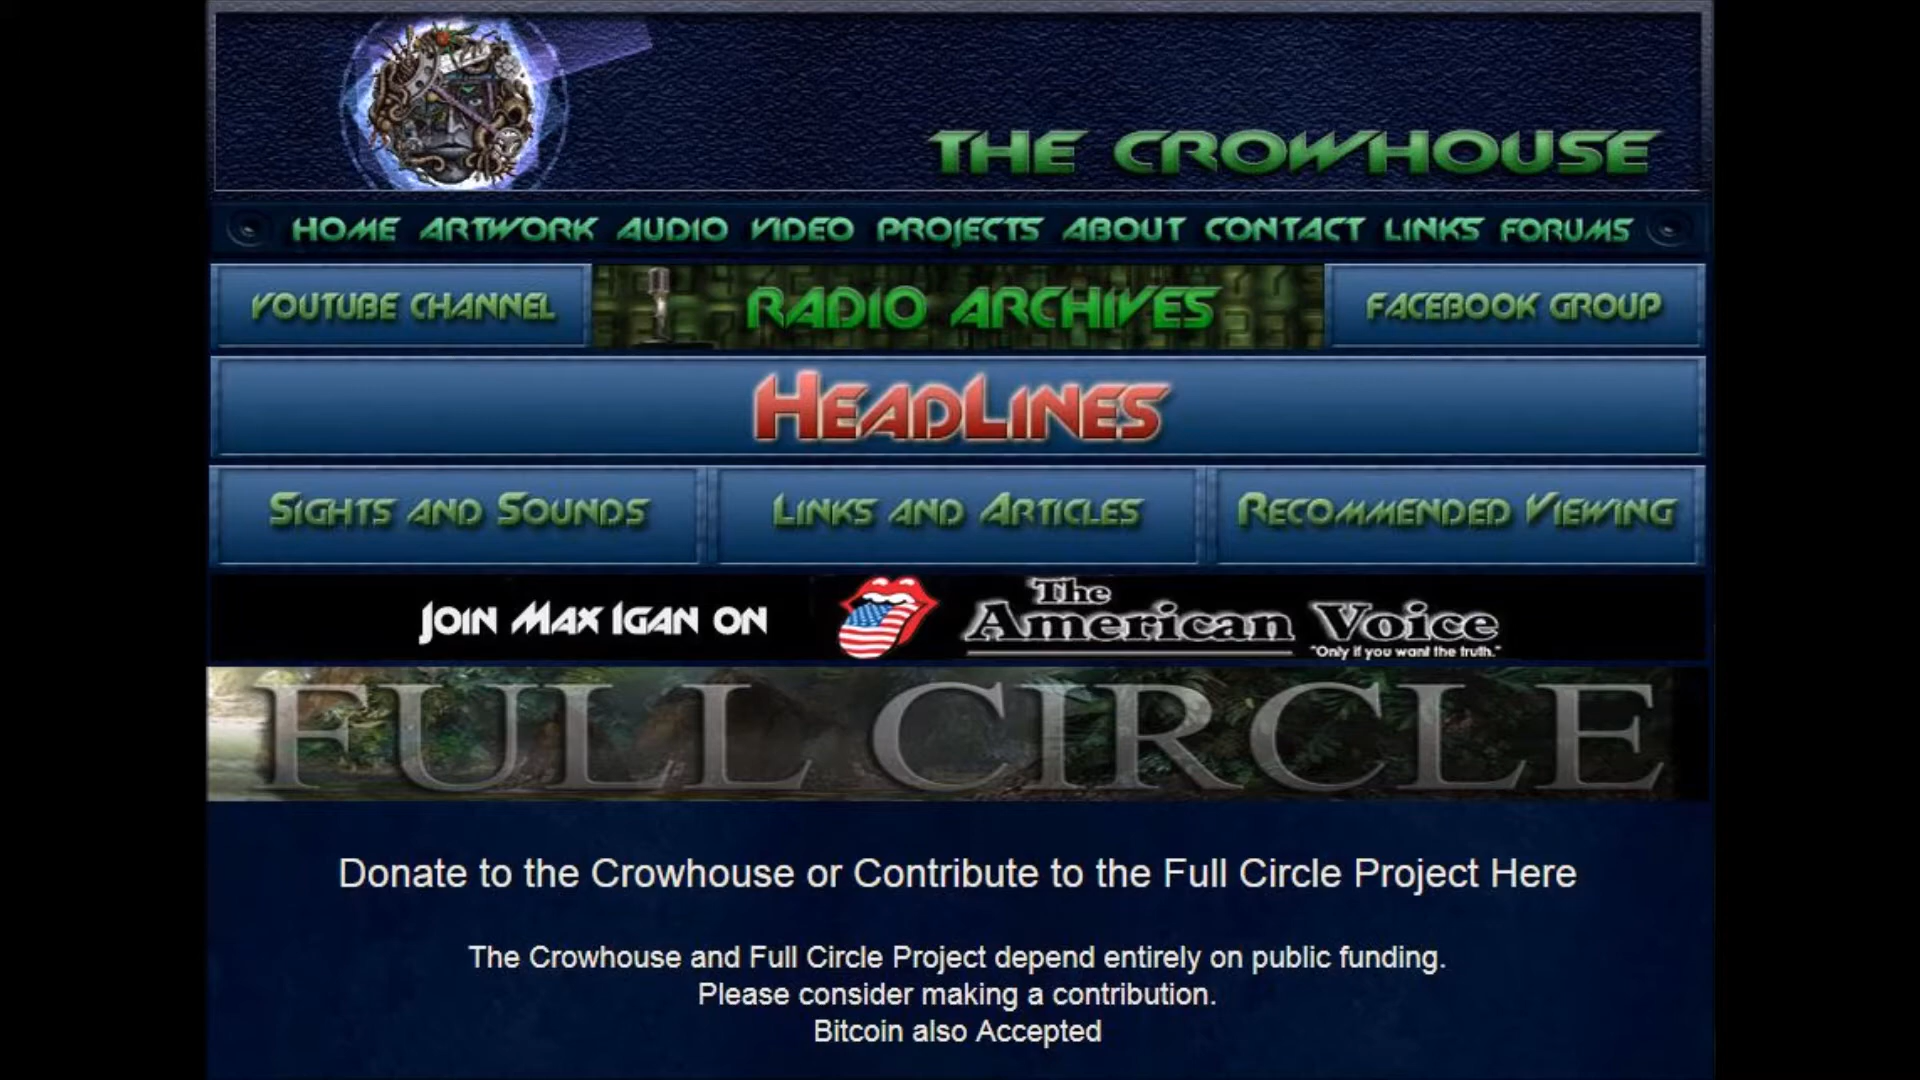 THE CROWHOUSE
HOME ARTWORK AUDIO VIDEO PROJECTS ABOUT CONTACT LINKS FORUMS
YOUTUBE CHANNEL RADIO ARCHIVES FACEBOOK GROUP
HEADLINES
SIGHTS AND SOUNDS LINKS AND ARTICLES RECOMMENDED VIEWING
JOIN MAX IGAN ON The American Voice
"Only if you want the truth."
FULL CIRCLE
Donate to the Crowhouse or Contribute to the Full Circle Project Here
The Crowhouse and Full Circle Project depend entirely on public funding.
Please consider making a contribution.
Bitcoin also Accepted